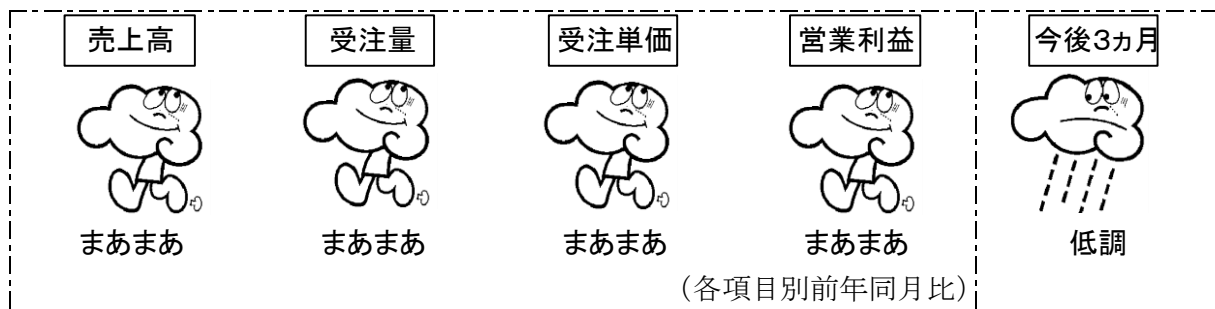 売上高 受注量 受注単価 営業利益 今後3ヵ月
まあまあ まあまあ まあまあ まあまあ 低調
(各項目別前年同月比)